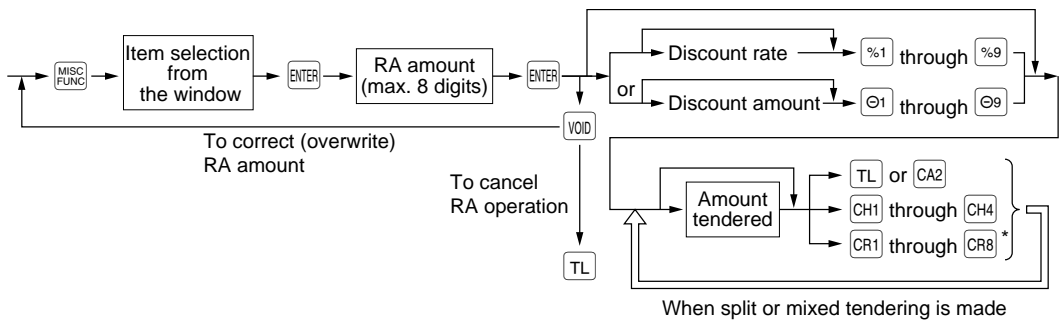 MISC
FUNC
Item selection
from
the window
ENTER
RA amount
(max. 8 digits)
ENTER
Discount rate
%1 through %9
or
Discount amount
⊖1 through ⊖9
VOID
To correct (overwrite)
RA amount
To cancel
RA operation
TL
Amount
tendered
TL or CA2
CH1 through CH4
CR1 through CR8 *
When split or mixed tendering is made